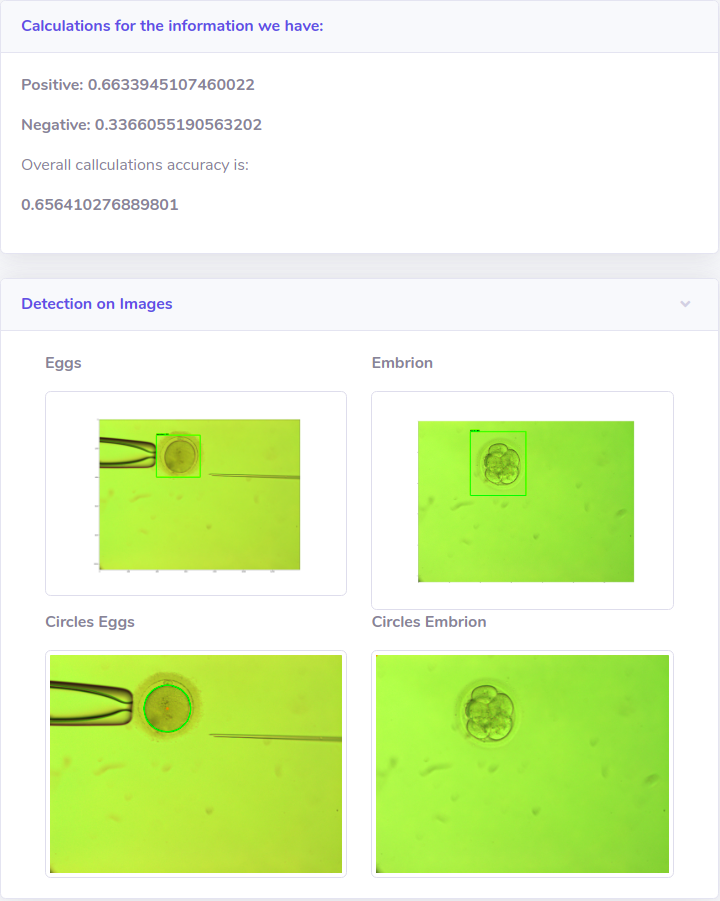 Calculations for the information we have:
Positive: 0.6633945107460022
Negative: 0.3366055190563202
Overall callculations accuracy is:
0.656410276889801
Detection on Images
Eggs
Embrion
Circles Eggs
Circles Embrion